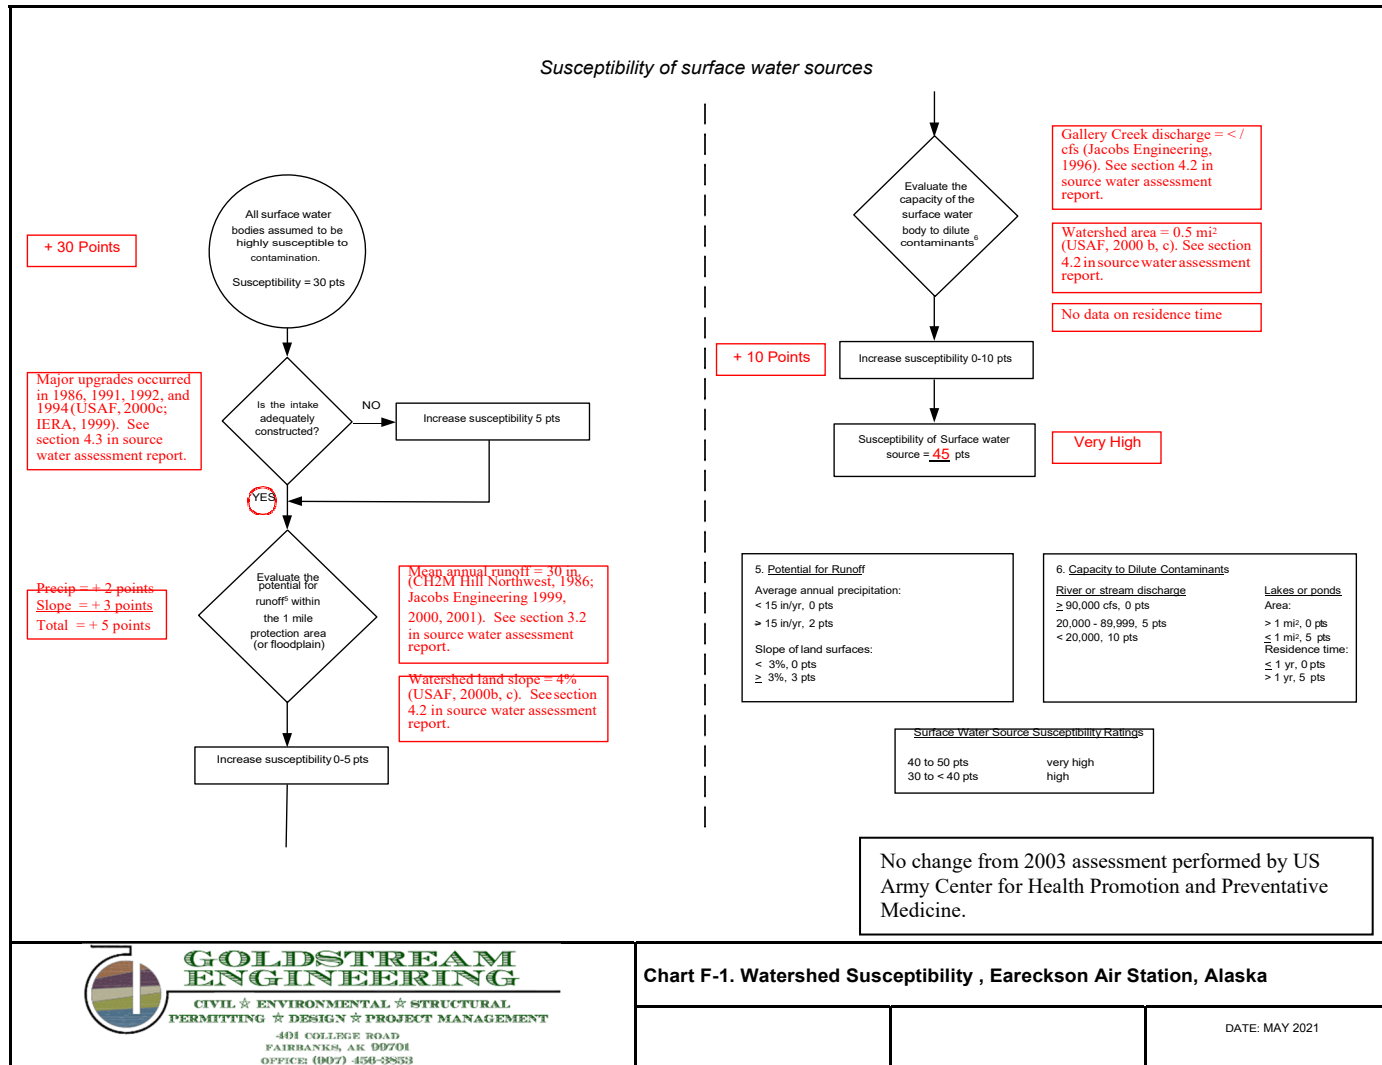 Susceptibility of surface water sources
+ 30 Points
All surface water
bodies assumed to be
highly susceptible to
contamination.
Susceptibility = 30 pts
Major upgrades occurred
in 1986, 1991, 1992, and
1994 (USAF, 2000c;
IERA, 1999). See
section 4.3 in source
water assessment report.
Is the intake
adequately
constructed?
NO
Increase susceptibility 5 pts
YES
Precip = + 2 points
Slope = + 3 points
Total = + 5 points
Evaluate the
potential for
runoff5 within
the 1 mile
protection area
(or floodplain)
Mean annual runoff = 30 in.
(CH2M Hill Northwest, 1986;
Jacobs Engineering 1999,
2000, 2001). See section 3.2
in source water assessment
report.
Watershed land slope = 4%
(USAF, 2000b, c). See section
4.2 in source water assessment
report.
Increase susceptibility 0-5 pts
Evaluate the
capacity of the
surface water
body to dilute
contaminants6
Gallery Creek discharge = < /
cfs (Jacobs Engineering,
1996). See section 4.2 in
source water assessment
report.
Watershed area = 0.5 mi²
(USAF, 2000 b, c). See section
4.2 in source water assessment
report.
No data on residence time
+ 10 Points
Increase susceptibility 0-10 pts
Susceptibility of Surface water
source = 45 pts
Very High
5. Potential for Runoff
Average annual precipitation:
< 15 in/yr, 0 pts
> 15 in/yr, 2 pts
Slope of land surfaces:
< 3%, 0 pts
≥ 3%, 3 pts
6. Capacity to Dilute Contaminants
River or stream discharge
≥ 90,000 cfs, 0 pts
20,000 - 89,999, 5 pts
< 20,000, 10 pts
Lakes or ponds
Area:
> 1 mi², 0 pts
≤ 1 mi², 5 pts
Residence time:
≤ 1 yr, 0 pts
> 1 yr, 5 pts
Surface Water Source Susceptibility Ratings
40 to 50 pts very high
30 to < 40 pts high
No change from 2003 assessment performed by US
Army Center for Health Promotion and Preventative
Medicine.
GOLDSTREAM
ENGINEERING
CIVIL ☆ ENVIRONMENTAL ☆ STRUCTURAL
PERMITTING ☆ DESIGN ☆ PROJECT MANAGEMENT
401 COLLEGE ROAD
FAIRBANKS, AK 99701
OFFICE: (907) 456-3853
Chart F-1. Watershed Susceptibility , Eareckson Air Station, Alaska
DATE: MAY 2021